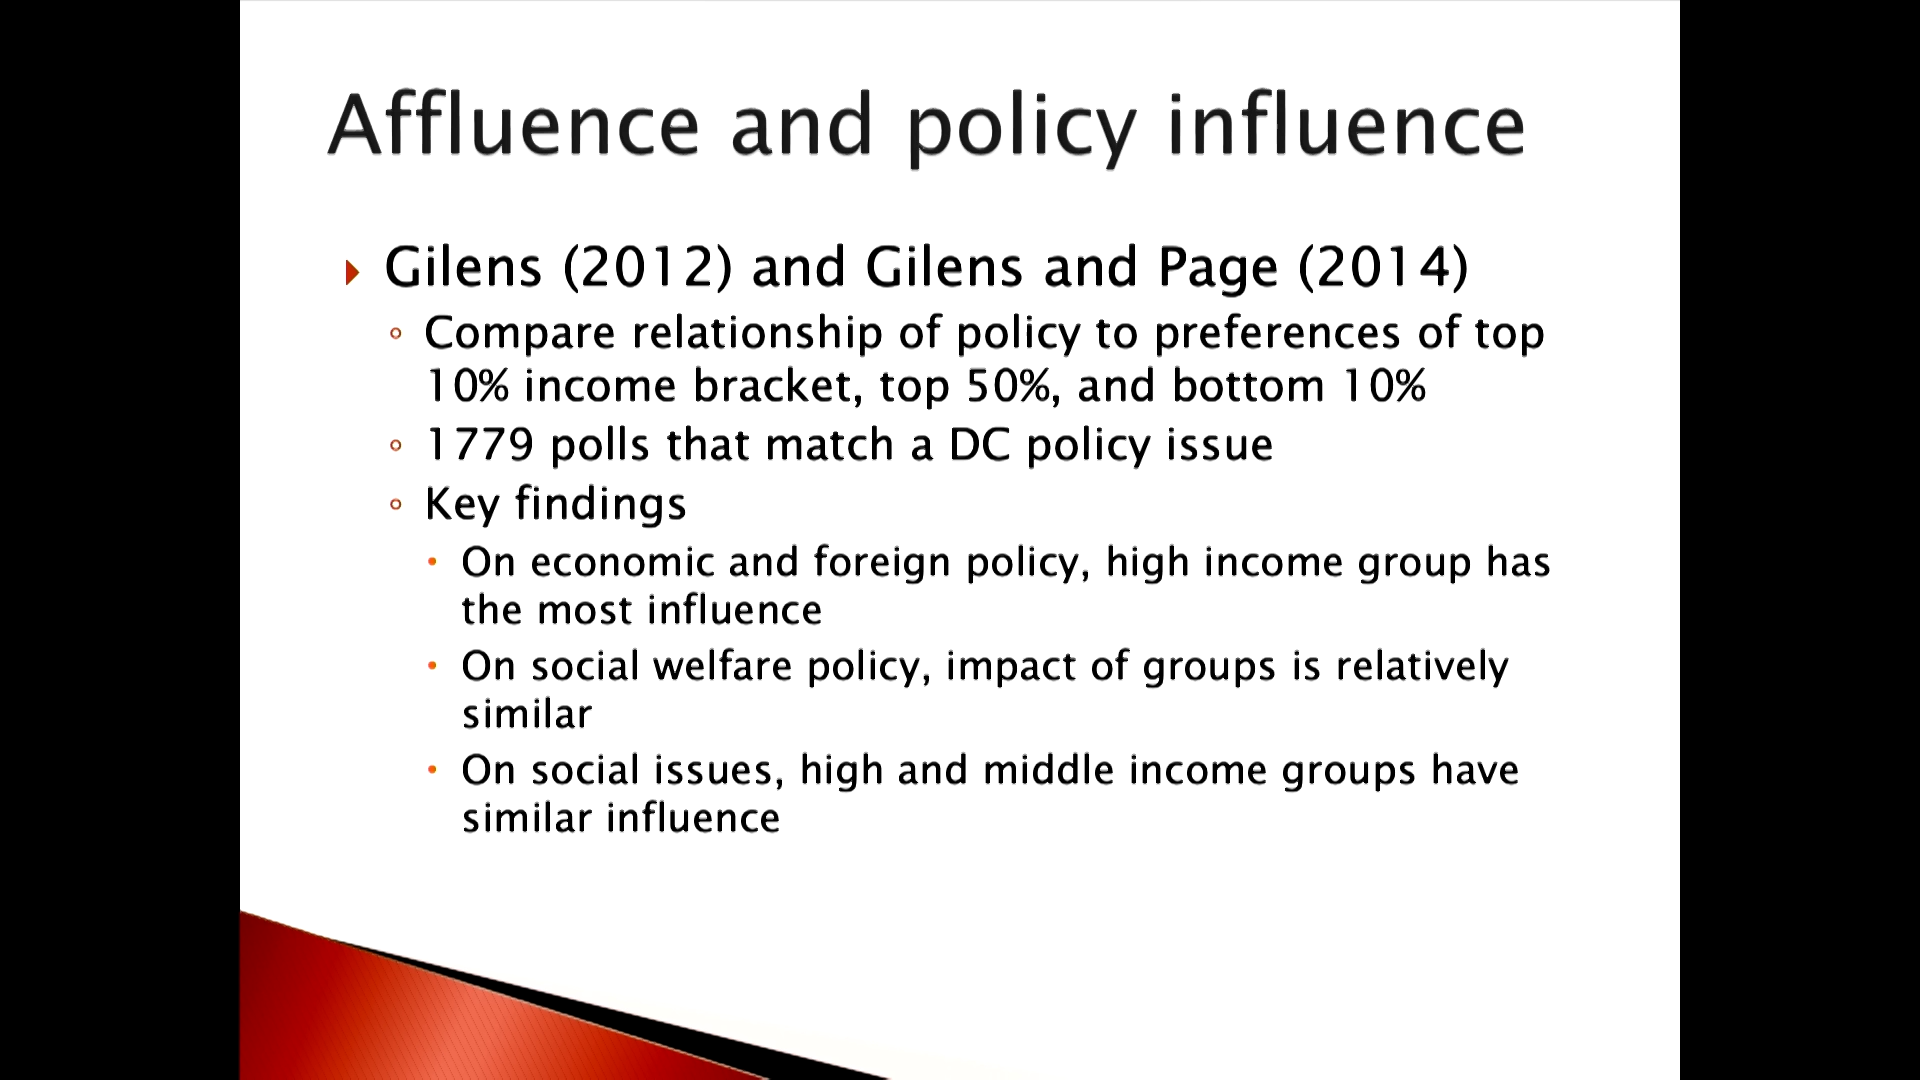 Affluence and policy influence
Gilens (2012) and Gilens and Page (2014)
Compare relationship of policy to preferences of top
10% income bracket, top 50%, and bottom 10%
1779 polls that match a DC policy issue
Key findings
On economic and foreign policy, high income group has
the most influence
On social welfare policy, impact of groups is relatively
similar
On social issues, high and middle income groups have
similar influence